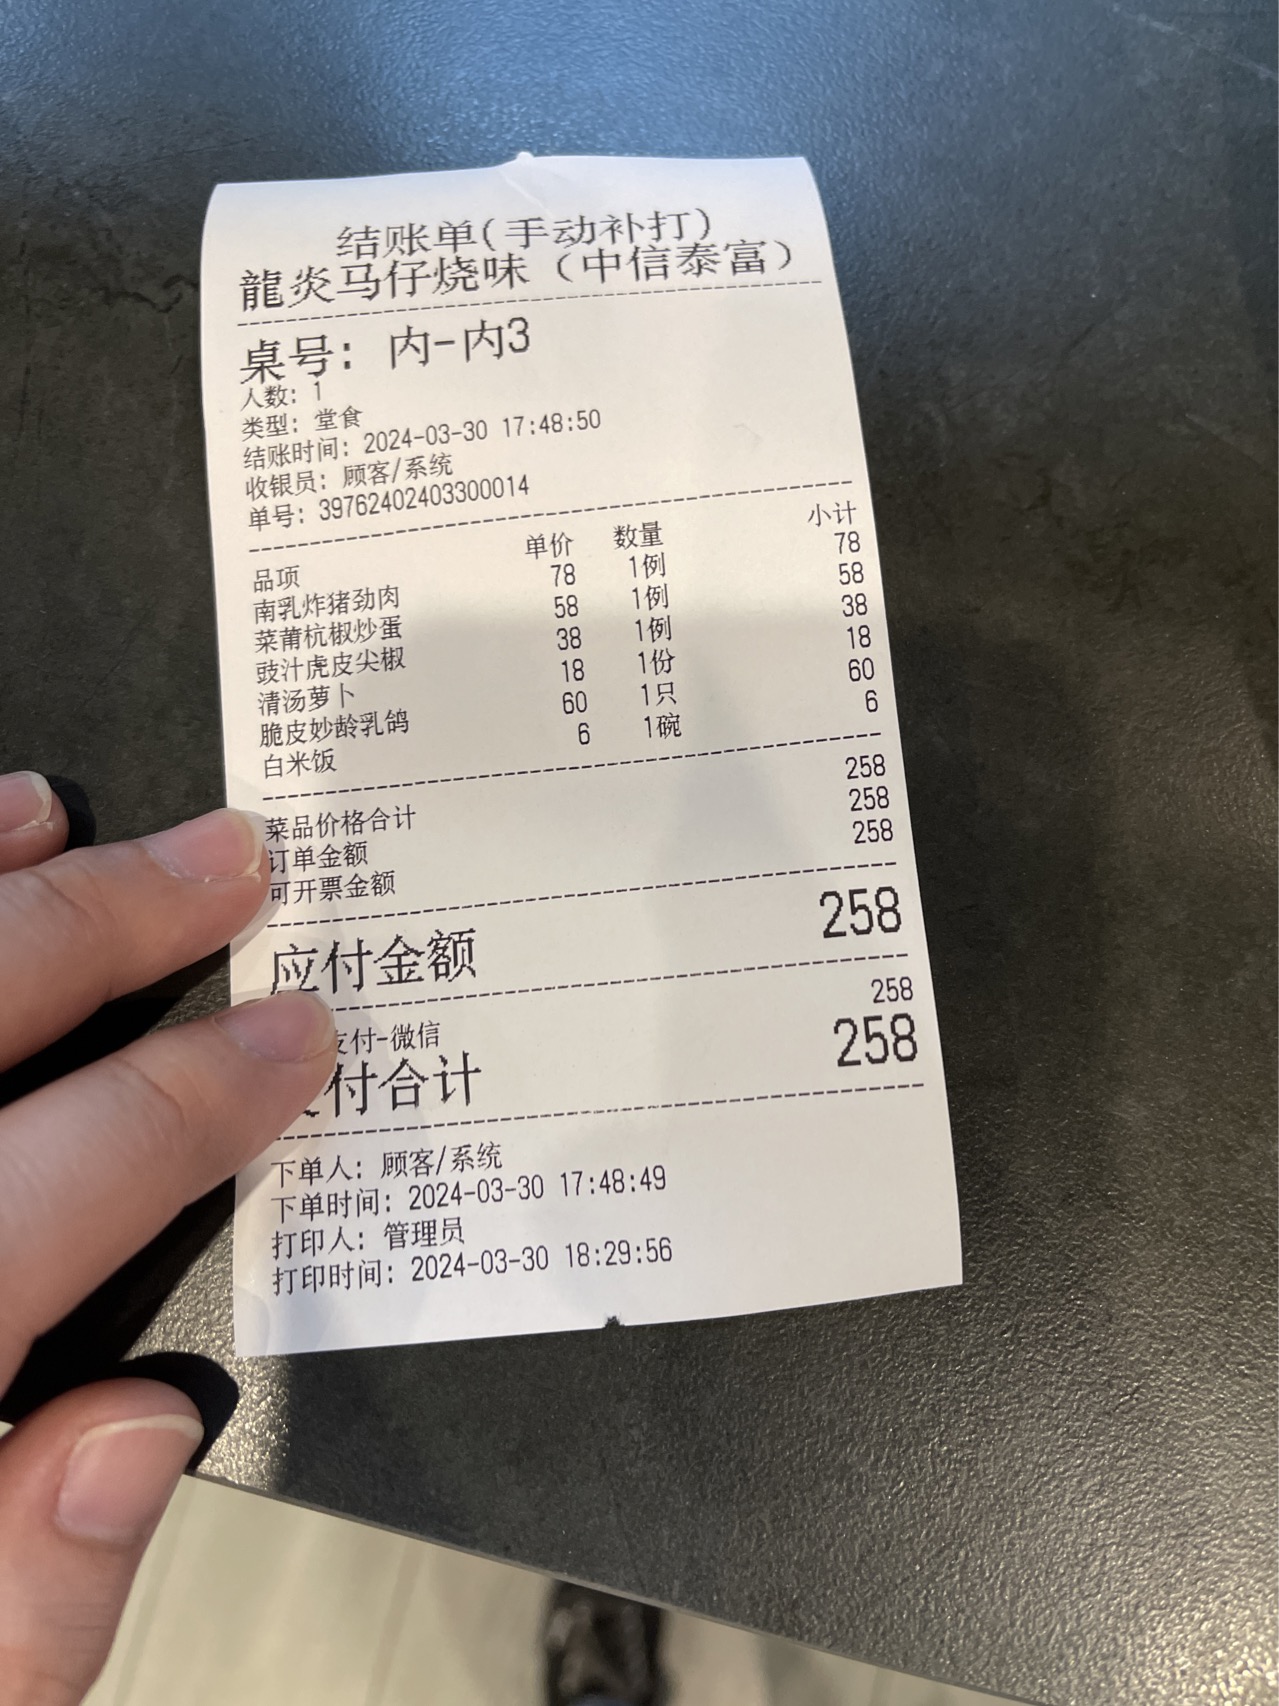 结账单(手动补打)
龍炎马仔烧味（中信泰富）
桌号: 内-内3
人数: 1
类型: 堂食
结账时间: 2024-03-30 17:48:50
收银员: 顾客/系统
单号: 39762402403300014
品项 单价 数量 小计
南乳炸猪劲肉 78 1例 78
菜莆杭椒炒蛋 58 1例 58
豉汁虎皮尖椒 38 1例 38
清汤萝卜 18 1份 18
脆皮妙龄乳鸽 60 1只 60
白米饭 6 1碗 6
菜品价格合计 258
订单金额 258
可开票金额 258
应付金额 258
支付-微信 258
付合计 258
下单人: 顾客/系统
下单时间: 2024-03-30 17:48:49
打印人: 管理员
打印时间: 2024-03-30 18:29:56